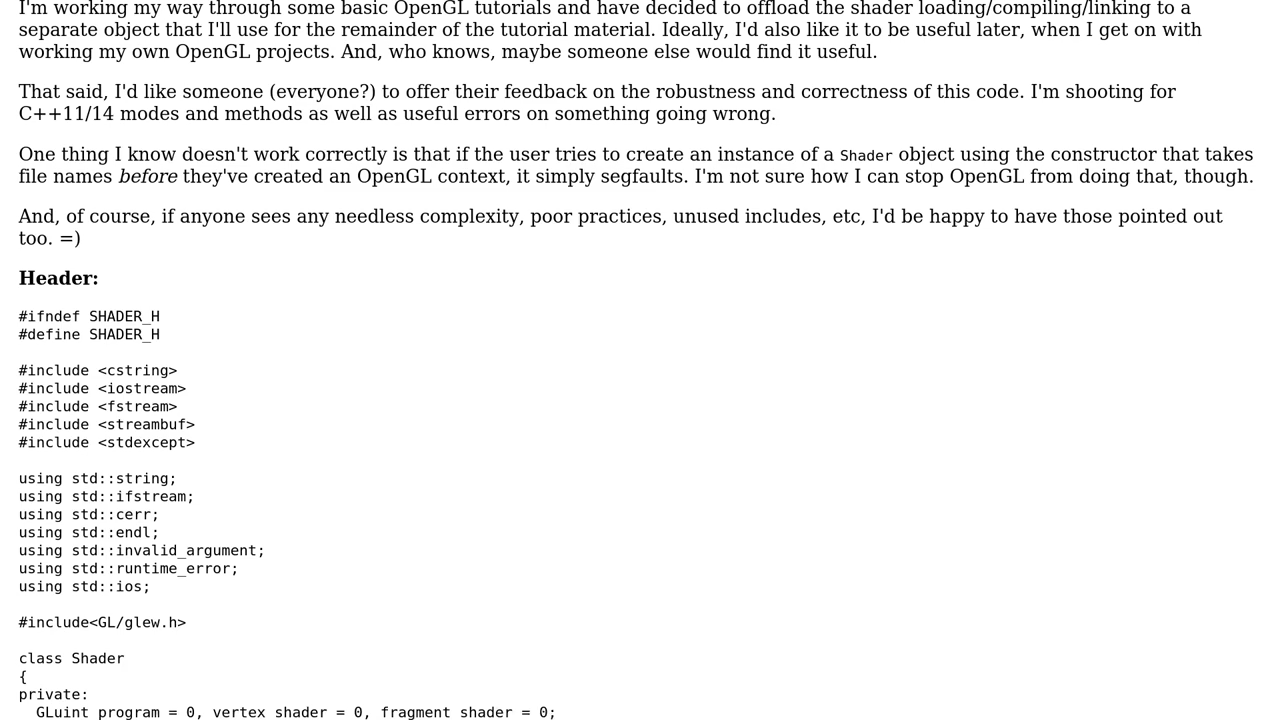 I'm working my way through some basic OpenGL tutorials and have decided to offload the shader loading/compiling/linking to a
separate object that I'll use for the remainder of the tutorial material. Ideally, I'd also like it to be useful later, when I get on with
working my own OpenGL projects. And, who knows, maybe someone else would find it useful.
That said, I'd like someone (everyone?) to offer their feedback on the robustness and correctness of this code. I'm shooting for
C++11/14 modes and methods as well as useful errors on something going wrong.
One thing I know doesn't work correctly is that if the user tries to create an instance of a Shader object using the constructor that takes
file names before they've created an OpenGL context, it simply segfaults. I'm not sure how I can stop OpenGL from doing that, though.
And, of course, if anyone sees any needless complexity, poor practices, unused includes, etc, I'd be happy to have those pointed out
too. =)
Header:
#ifndef SHADER_H
#define SHADER_H
#include <cstring>
#include <iostream>
#include <fstream>
#include <streambuf>
#include <stdexcept>
using std::string;
using std::ifstream;
using std::cerr;
using std::endl;
using std::invalid_argument;
using std::runtime_error;
using std::ios;
#include<GL/glew.h>
class Shader
{
private:
GLuint program = 0, vertex_shader = 0, fragment_shader = 0;